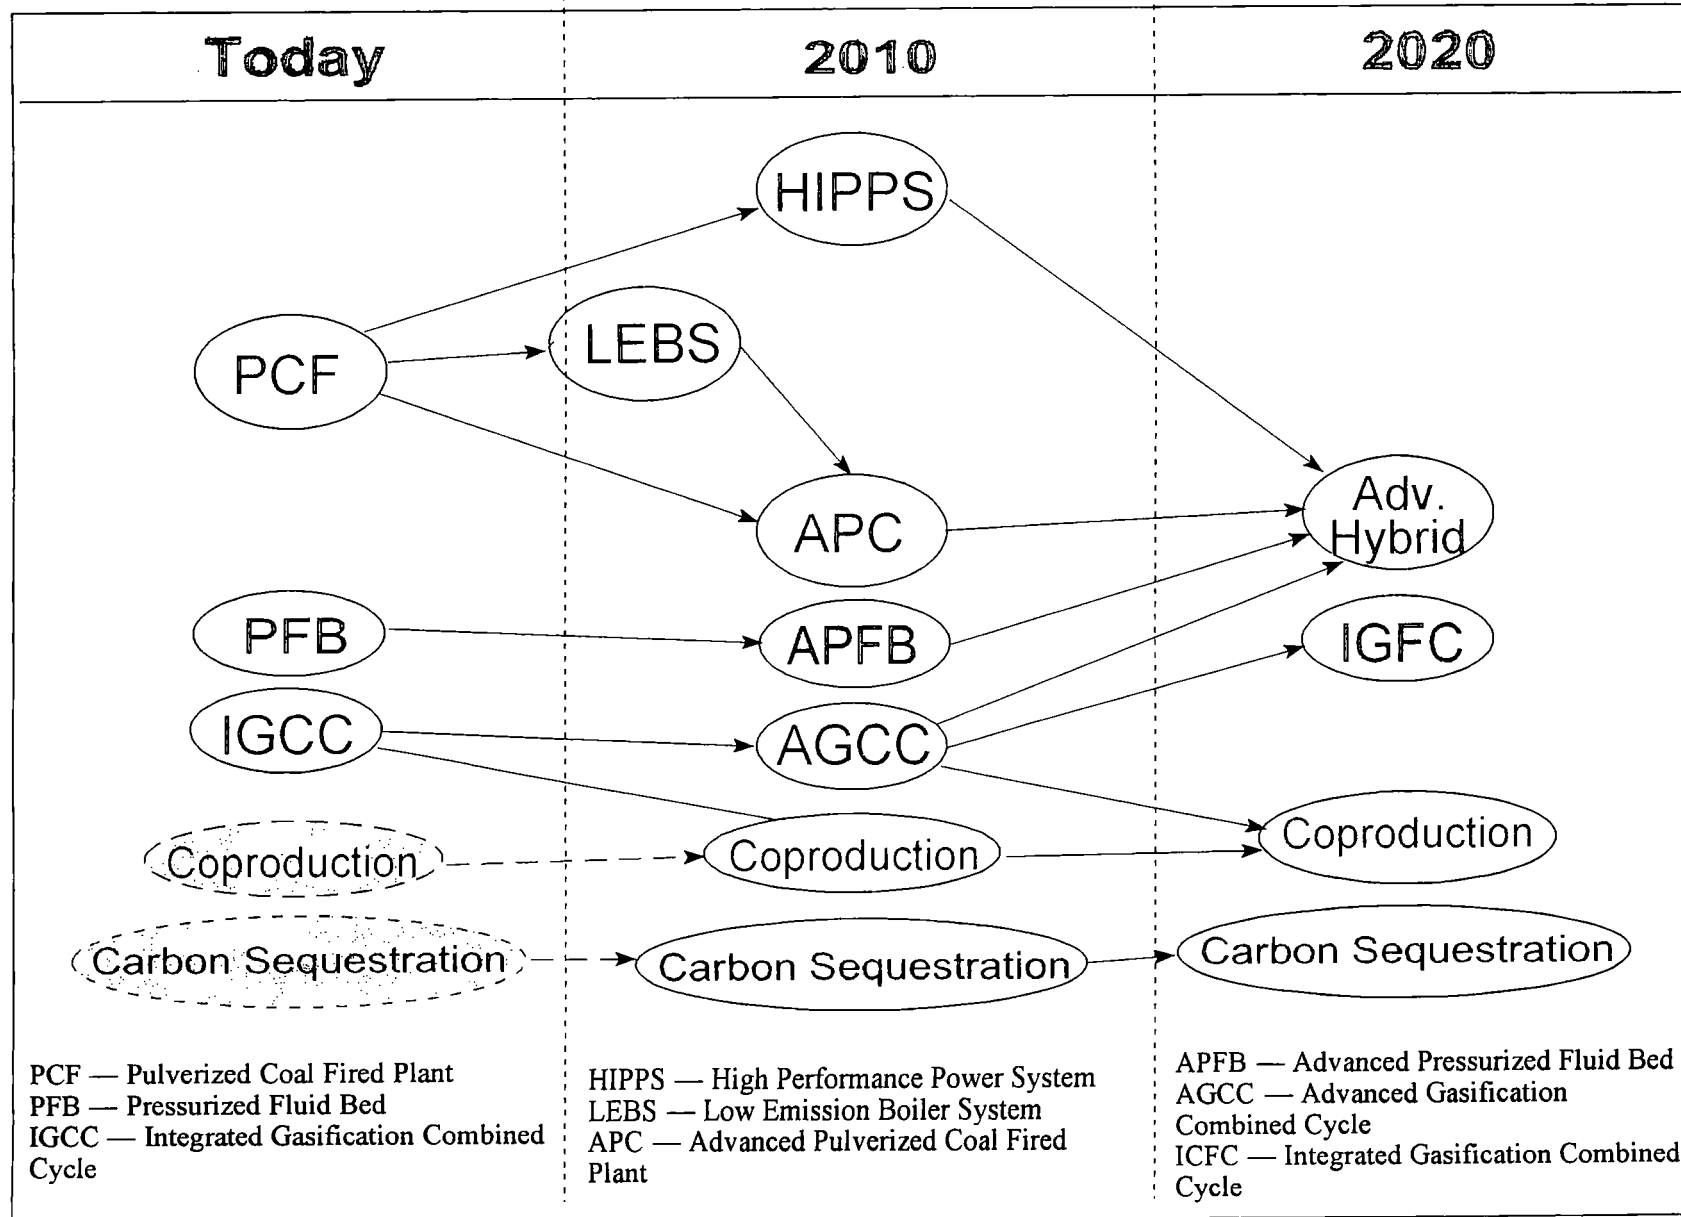 Today
2010
2020
HIPPS
LEBS
PCF
APC
Adv.
Hybrid
PFB
APFB
IGFC
IGCC
AGCC
Coproduction
Coproduction
Coproduction
Carbon Sequestration
Carbon Sequestration
Carbon Sequestration
PCF — Pulverized Coal Fired Plant
PFB — Pressurized Fluid Bed
IGCC — Integrated Gasification Combined
Cycle
HIPPS — High Performance Power System
LEBS — Low Emission Boiler System
APC — Advanced Pulverized Coal Fired
Plant
APFB — Advanced Pressurized Fluid Bed
AGCC — Advanced Gasification
Combined Cycle
ICFC — Integrated Gasification Combined
Cycle